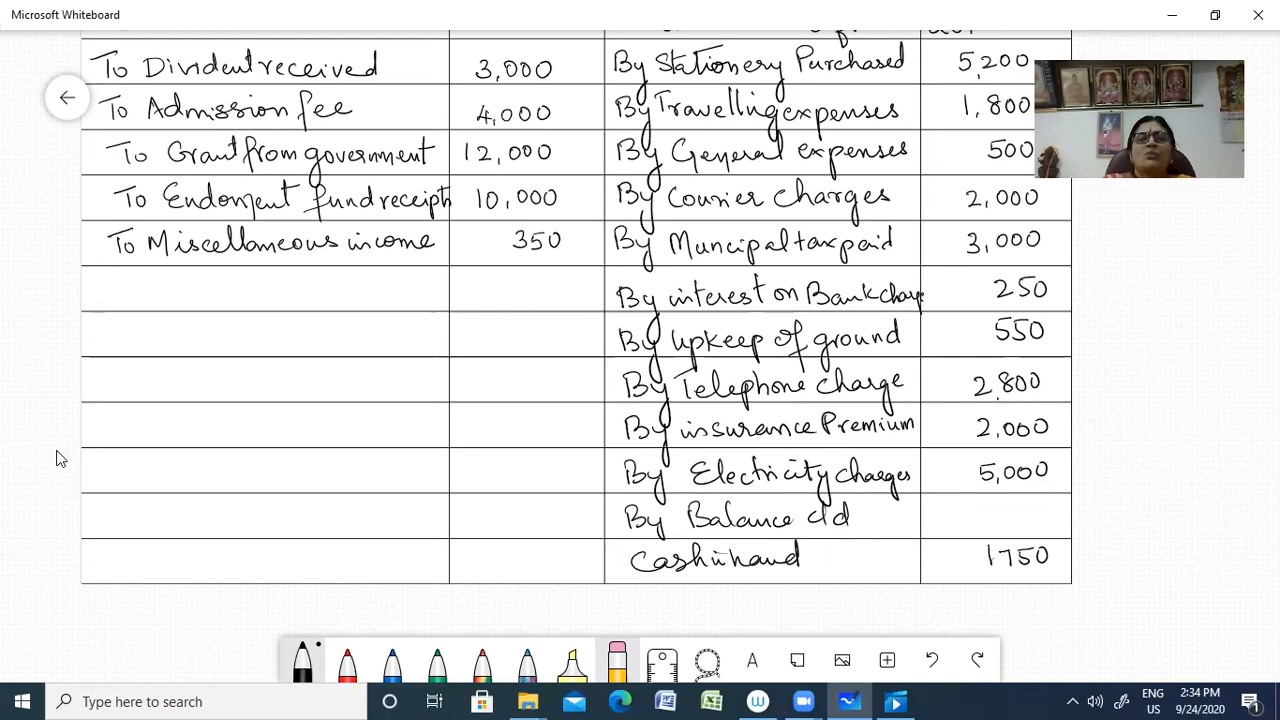 Microsoft Whiteboard
To Divident received 3,000 By Stationery Purchased 5,200
To Admission fee 4,000 By Travelling expenses 1,800
To Grant from government 12,000 By General expenses 500
To Endoment fund receipts 10,000 By Courier charges 2,000
To Miscellaneous income 350 By Muncipal tax paid 3,000
By interest on Bank charge 250
By upkeep of ground 550
By Telephone charge 2,800
By insurance Premium 2,000
By Electricity charges 5,000
By Balance c/d
Cash in hand 1750
Type here to search
ENG
US
2:34 PM
9/24/2020